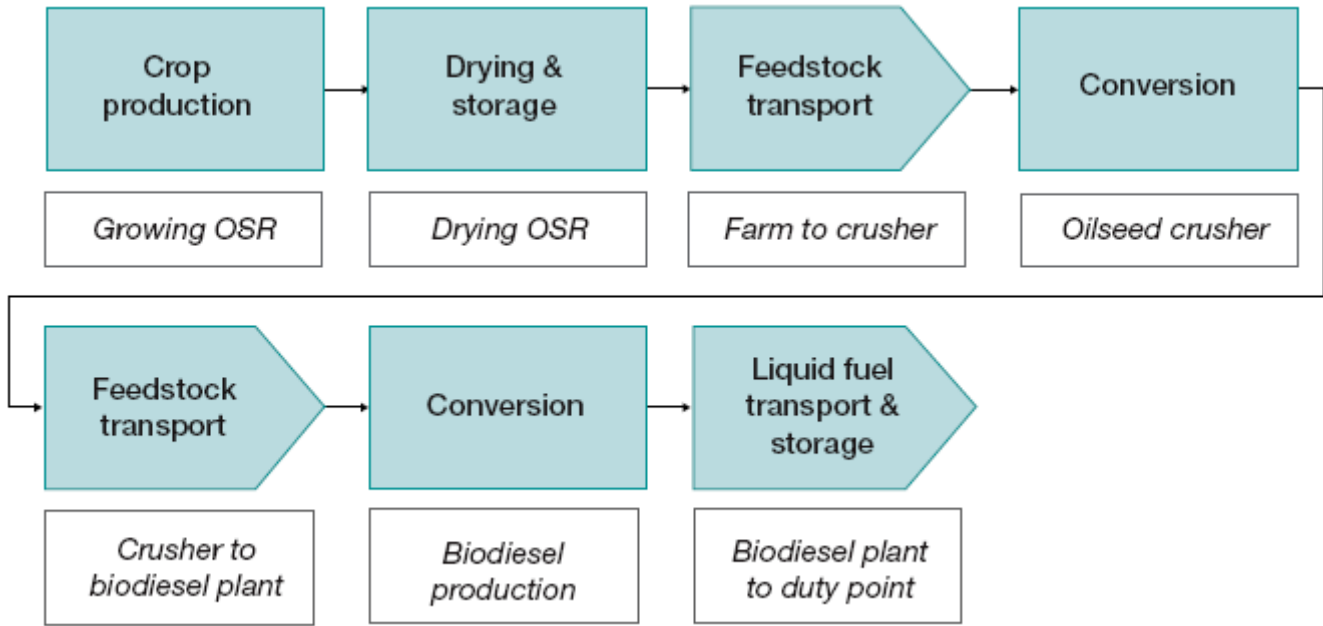 Crop
production
Drying &
storage
Feedstock
transport
Conversion
Growing OSR
Drying OSR
Farm to crusher
Oilseed crusher
Feedstock
transport
Conversion
Liquid fuel
transport &
storage
Crusher to
biodiesel plant
Biodiesel
production
Biodiesel plant
to duty point